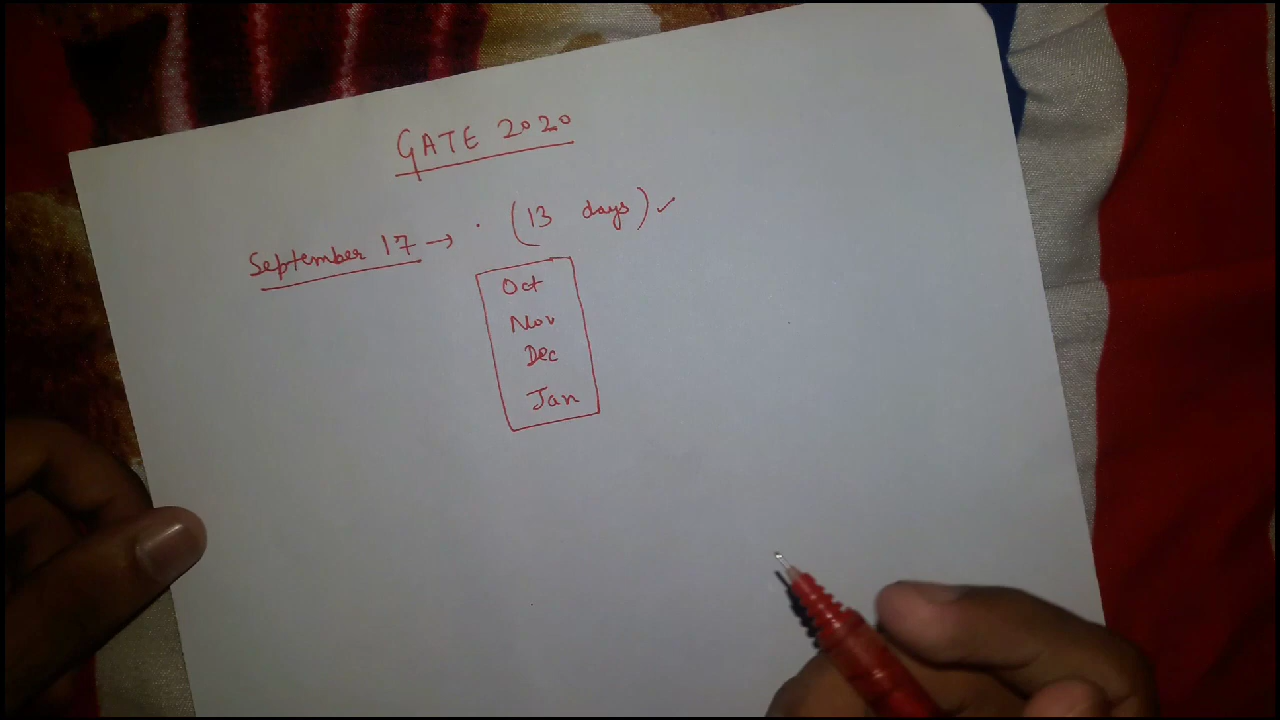 GATE 2020
September 17 → . (13 days) ✓
Oct
Nov
Dec
Jan